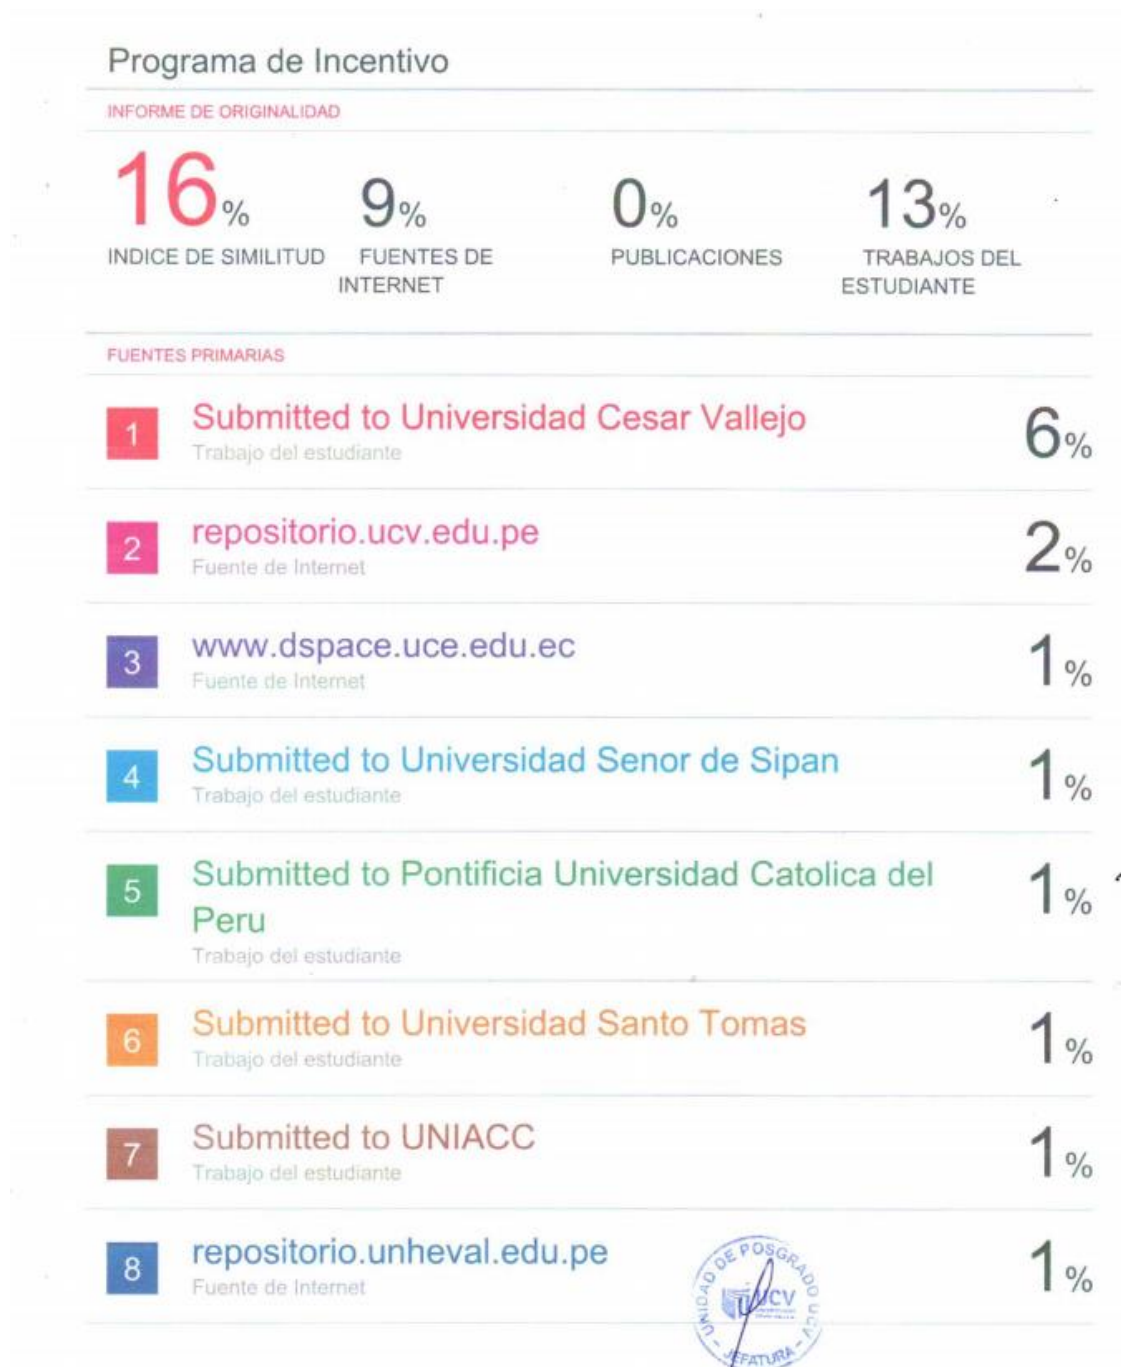 Programa de Incentivo
INFORME DE ORIGINALIDAD
16% 9% 0% 13%
INDICE DE SIMILITUD FUENTES DE PUBLICACIONES TRABAJOS DEL
INTERNET ESTUDIANTE
FUENTES PRIMARIAS
1 Submitted to Universidad Cesar Vallejo 6%
Trabajo del estudiante
2 repositorio.ucv.edu.pe 2%
Fuente de Internet
3 www.dspace.uce.edu.ec 1%
Fuente de Internet
4 Submitted to Universidad Senor de Sipan 1%
Trabajo del estudiante
5 Submitted to Pontificia Universidad Catolica del 1%
Peru
Trabajo del estudiante
6 Submitted to Universidad Santo Tomas 1%
Trabajo del estudiante
7 Submitted to UNIACC 1%
Trabajo del estudiante
8 repositorio.unheval.edu.pe 1%
Fuente de Internet
UNIDAD DE POSGRADO UCV
UCV
JEFATURA